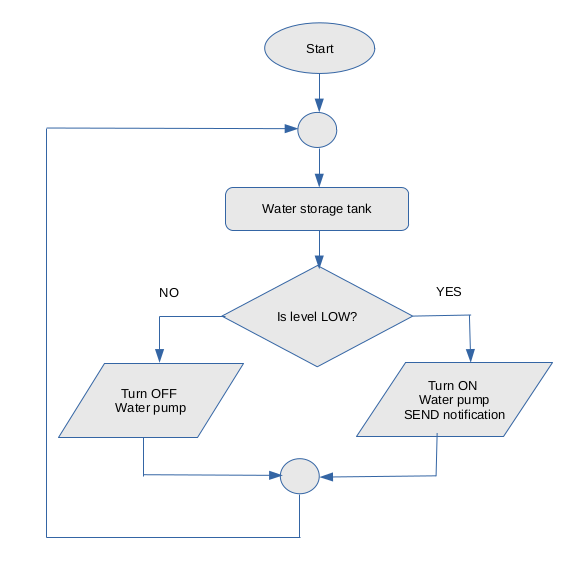 Start
Water storage tank
Is level LOW?
NO
YES
Turn OFF
Water pump
Turn ON
Water pump
SEND notification